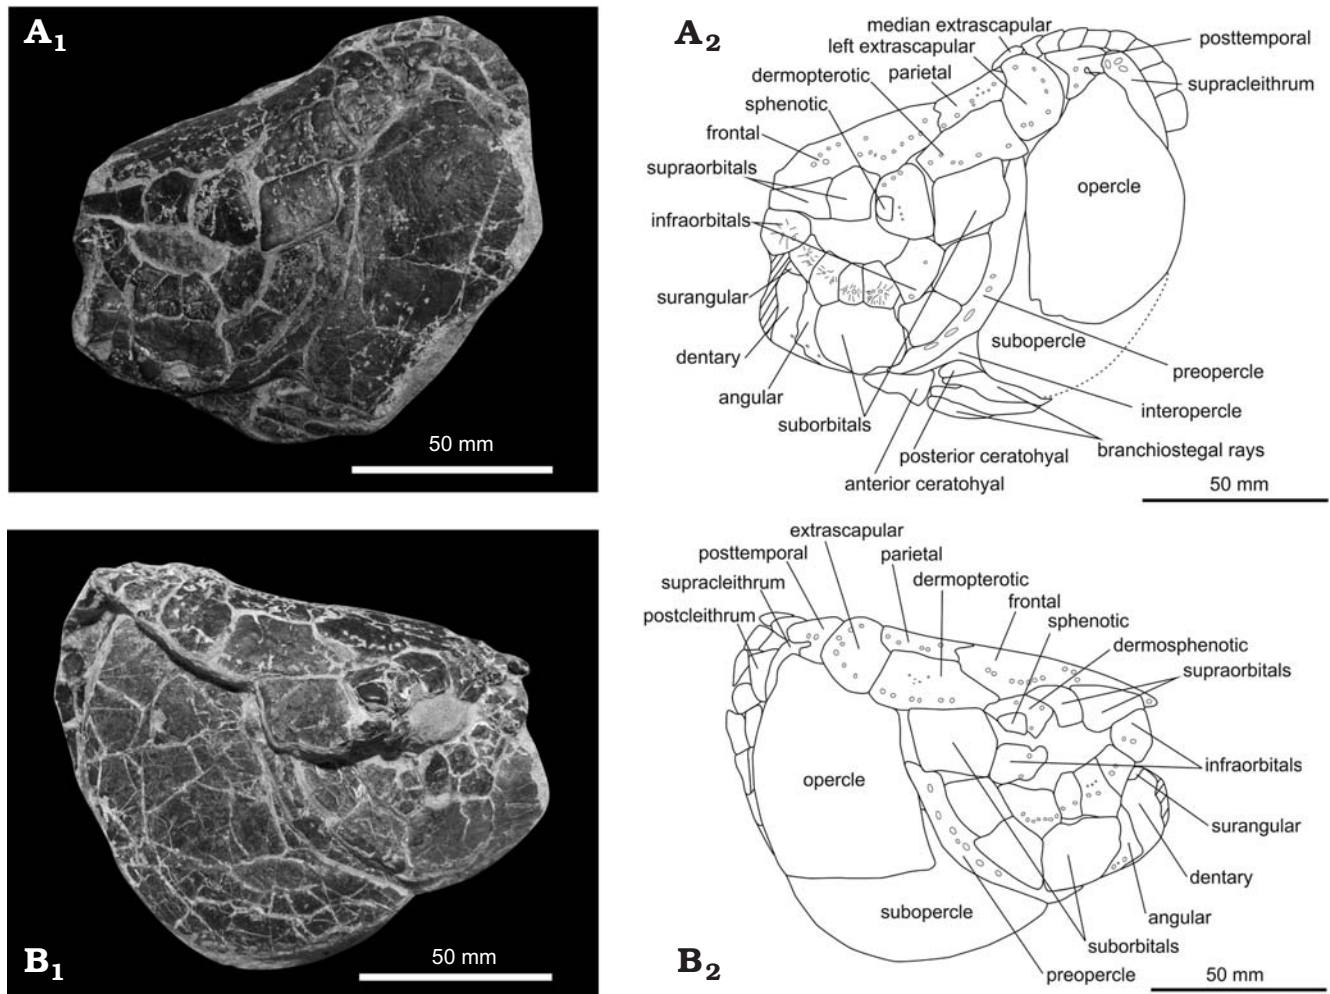 A1
50 mm
A2
median extrascapular
left extrascapular
parietal
dermopterotic
sphenotic
frontal
supraorbitals
infraorbitals
surangular
dentary
angular
suborbitals
posttemporal
supracleithrum
opercle
subopercle
preopercle
interopercle
branchiostegal rays
posterior ceratohyal
anterior ceratohyal
50 mm
B1
50 mm
B2
extrascapular
posttemporal
parietal
supracleithrum
dermopterotic
postcleithrum
frontal
sphenotic
dermosphenotic
supraorbitals
infraorbitals
opercle
surangular
dentary
subopercle
angular
suborbitals
preopercle
50 mm